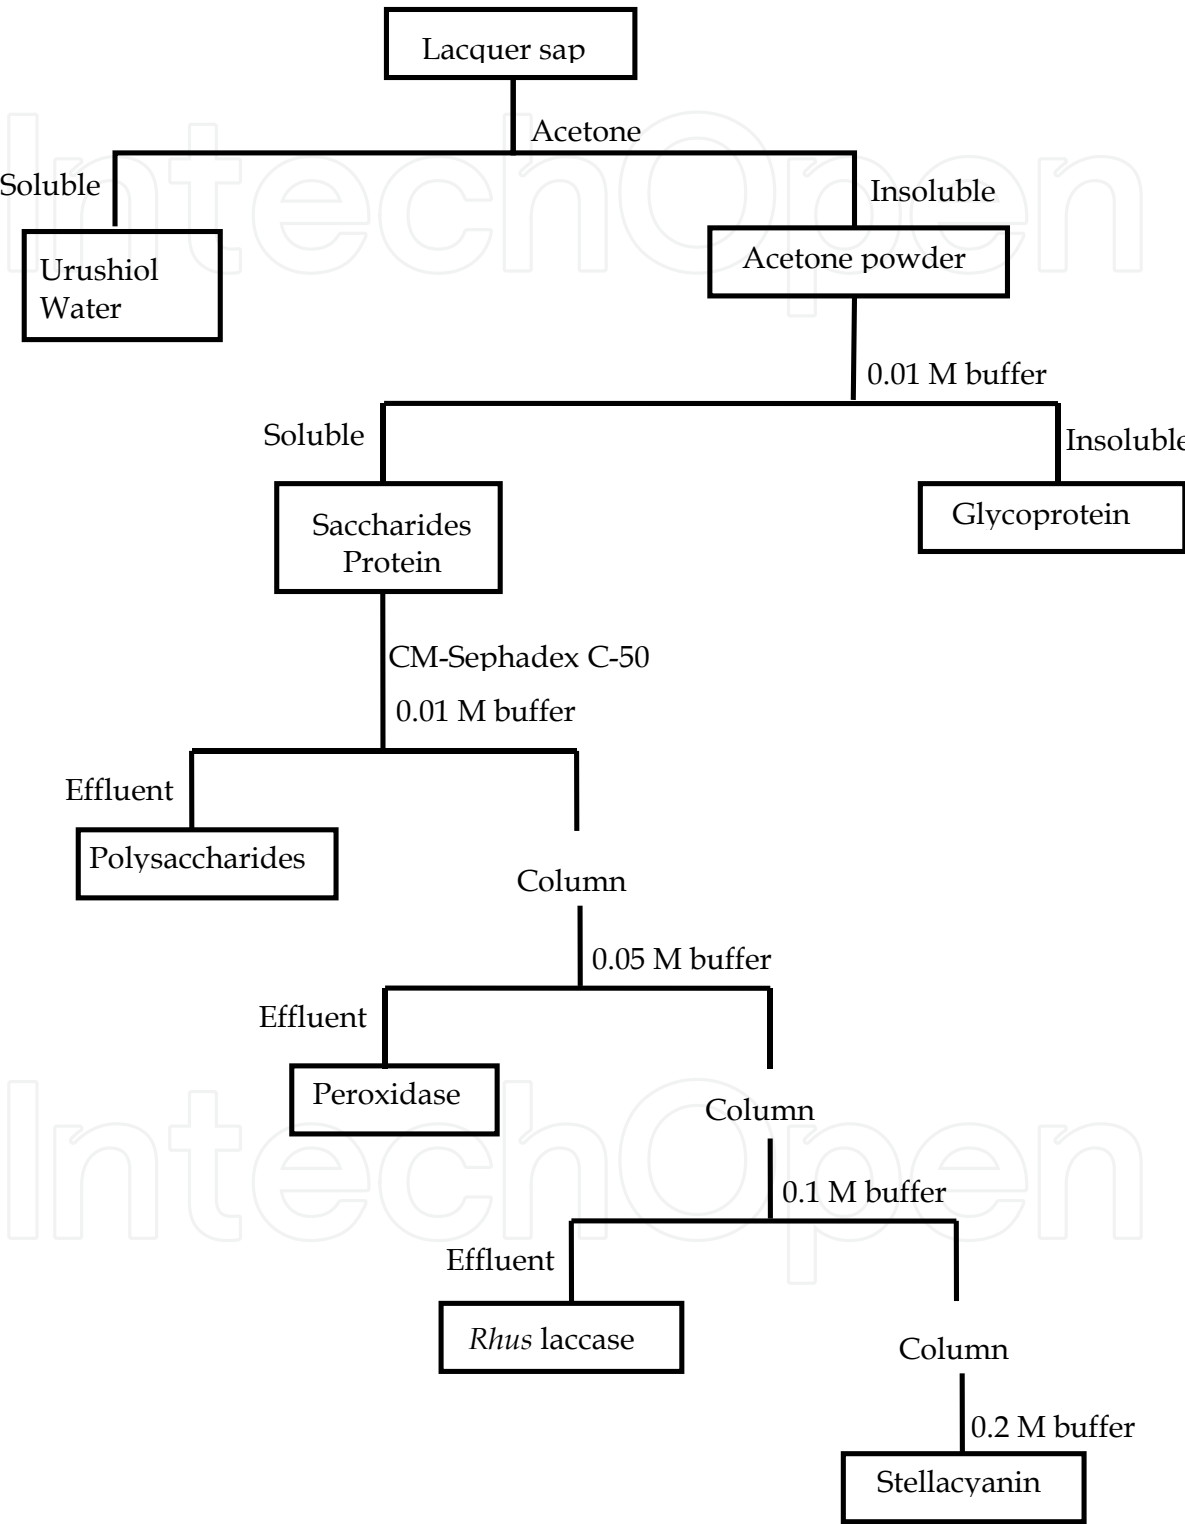 Lacquer sap
Acetone
Soluble
Insoluble
Urushiol
Water
Acetone powder
0.01 M buffer
Soluble
Insoluble
Saccharides
Protein
Glycoprotein
CM-Sephadex C-50
0.01 M buffer
Effluent
Polysaccharides
Column
0.05 M buffer
Effluent
Peroxidase
Column
0.1 M buffer
Effluent
Rhus laccase
Column
0.2 M buffer
Stellacyanin
IntechOpen
IntechOpen